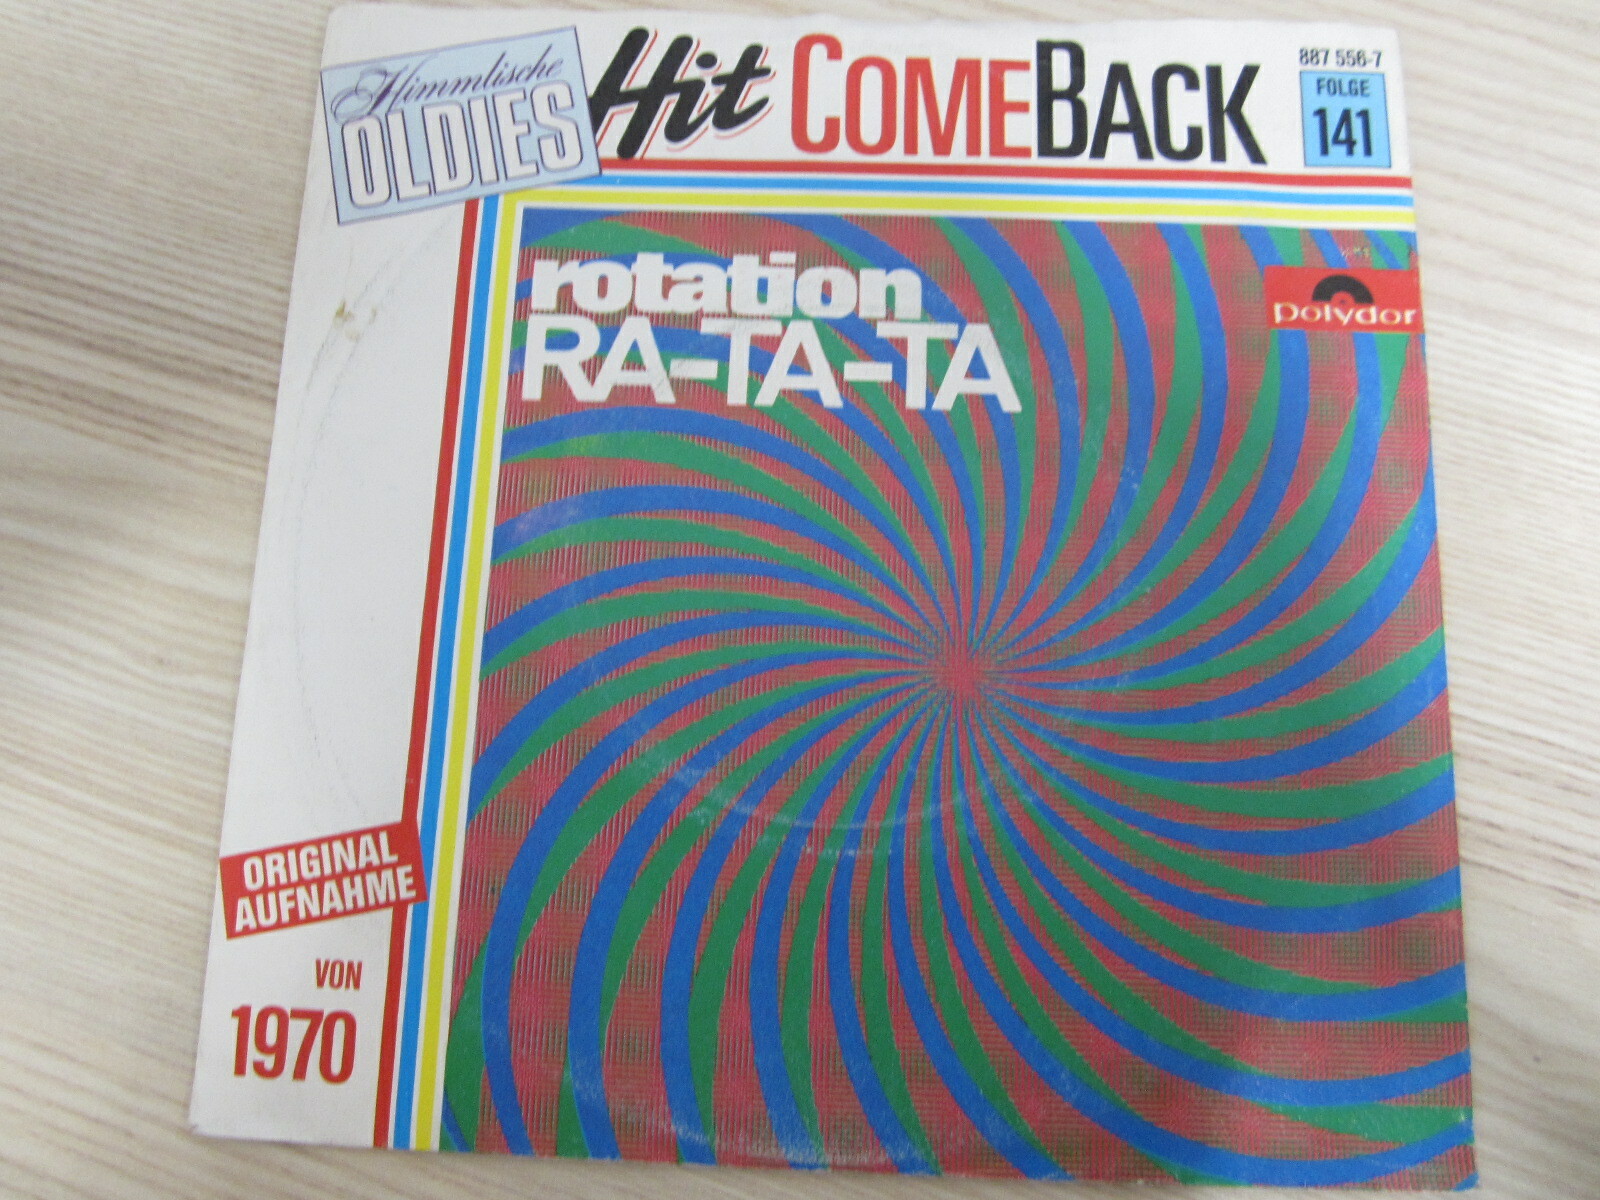 Himmlische
OLDIES
Hit COMEBACK
887 556-7
FOLGE
141
rotation
RA-TA-TA
polydor
ORIGINAL
AUFNAHME
VON
1970